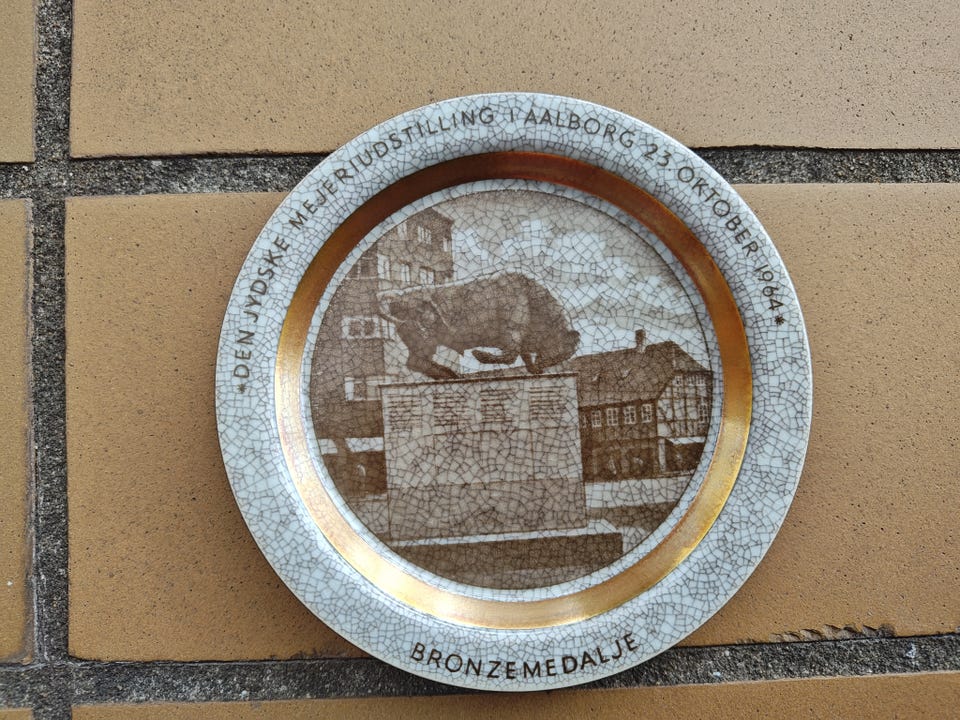 *DEN JYDSKE MEJERIUDSTILLING I AALBORG 23. OKTOBER 1964*
BRONZEMEDALJE